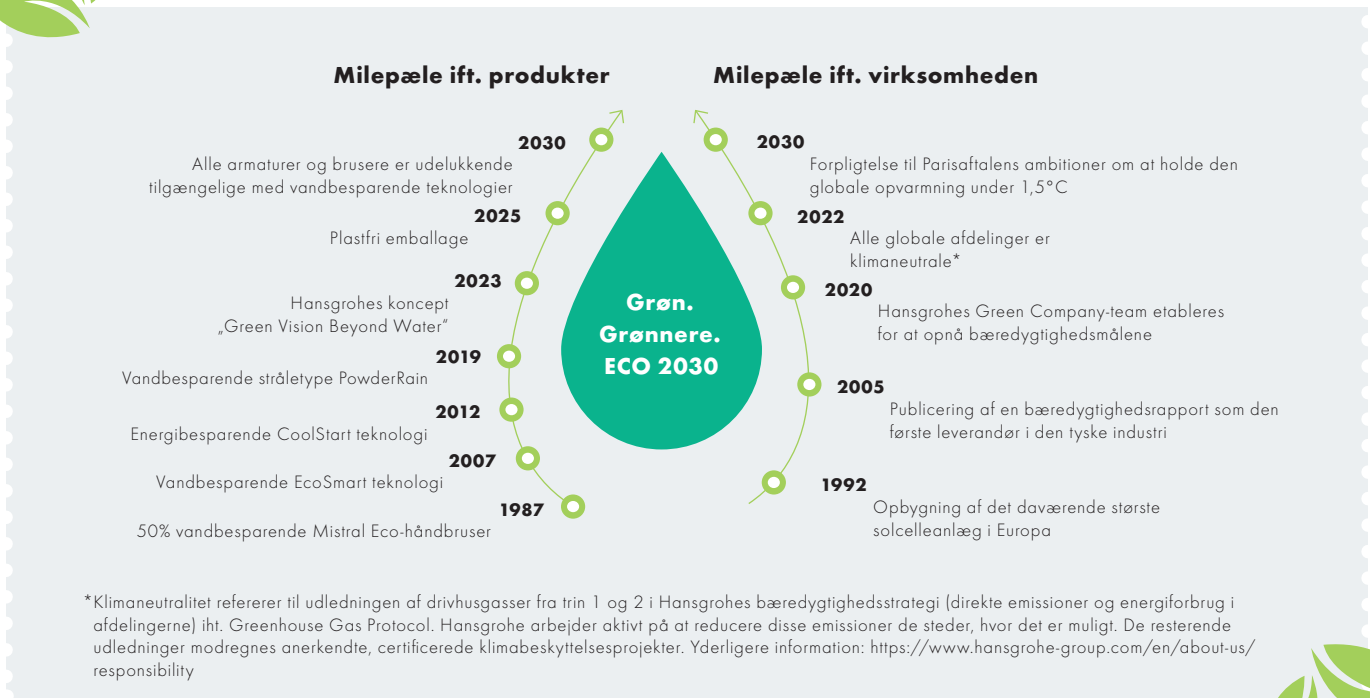 Milepæle ift. produkter
2030
Alle armaturer og brusere er udelukkende
tilgængelige med vandbesparende teknologier
2025
Plastfri emballage
2023
Hansgrohes koncept
„Green Vision Beyond Water“
2019
Vandbesparende stråletype PowderRain
2012
Energibesparende CoolStart teknologi
2007
Vandbesparende EcoSmart teknologi
1987
50% vandbesparende Mistral Eco-håndbruser
Grøn.
Grønnere.
ECO 2030
Milepæle ift. virksomheden
2030
Forpligtelse til Parisaftalens ambitioner om at holde den
globale opvarmning under 1,5°C
2022
Alle globale afdelinger er
klimaneutrale*
2020
Hansgrohes Green Company-team etableres
for at opnå bæredygtighedsmålene
2005
Publicering af en bæredygtighedsrapport som den
første leverandør i den tyske industri
1992
Opbygning af det daværende største
solcelleanlæg i Europa
*Klimaneutralitet refererer til udledningen af drivhusgasser fra trin 1 og 2 i Hansgrohes bæredygtighedsstrategi (direkte emissioner og energiforbrug i
afdelingerne) iht. Greenhouse Gas Protocol. Hansgrohe arbejder aktivt på at reducere disse emissioner de steder, hvor det er muligt. De resterende
udledninger modregnes anerkendte, certificerede klimabeskyttelsesprojekter. Yderligere information: https://www.hansgrohe-group.com/en/about-us/
responsibility